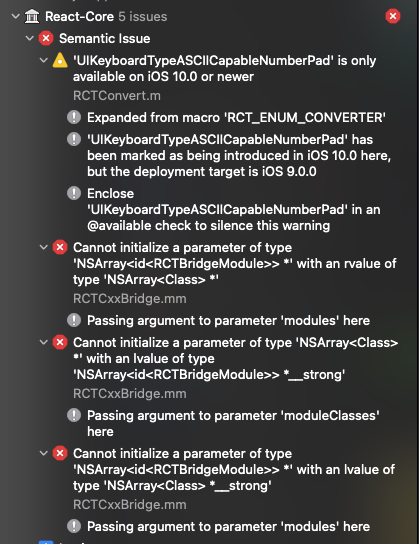 React-Core 5 issues
Semantic Issue
'UIKeyboardTypeASCIICapableNumberPad' is only
available on iOS 10.0 or newer
RCTConvert.m
Expanded from macro 'RCT_ENUM_CONVERTER'
'UIKeyboardTypeASCIICapableNumberPad' has
been marked as being introduced in iOS 10.0 here,
but the deployment target is iOS 9.0.0
Enclose
'UIKeyboardTypeASCIICapableNumberPad' in an
@available check to silence this warning
Cannot initialize a parameter of type
'NSArray<id<RCTBridgeModule>> *' with an rvalue of
type 'NSArray<Class> *'
RCTCxxBridge.mm
Passing argument to parameter 'modules' here
Cannot initialize a parameter of type 'NSArray<Class>
*' with an lvalue of type
'NSArray<id<RCTBridgeModule>> *__strong'
RCTCxxBridge.mm
Passing argument to parameter 'moduleClasses'
here
Cannot initialize a parameter of type
'NSArray<id<RCTBridgeModule>> *' with an lvalue of
type 'NSArray<Class> *__strong'
RCTCxxBridge.mm
Passing argument to parameter 'modules' here